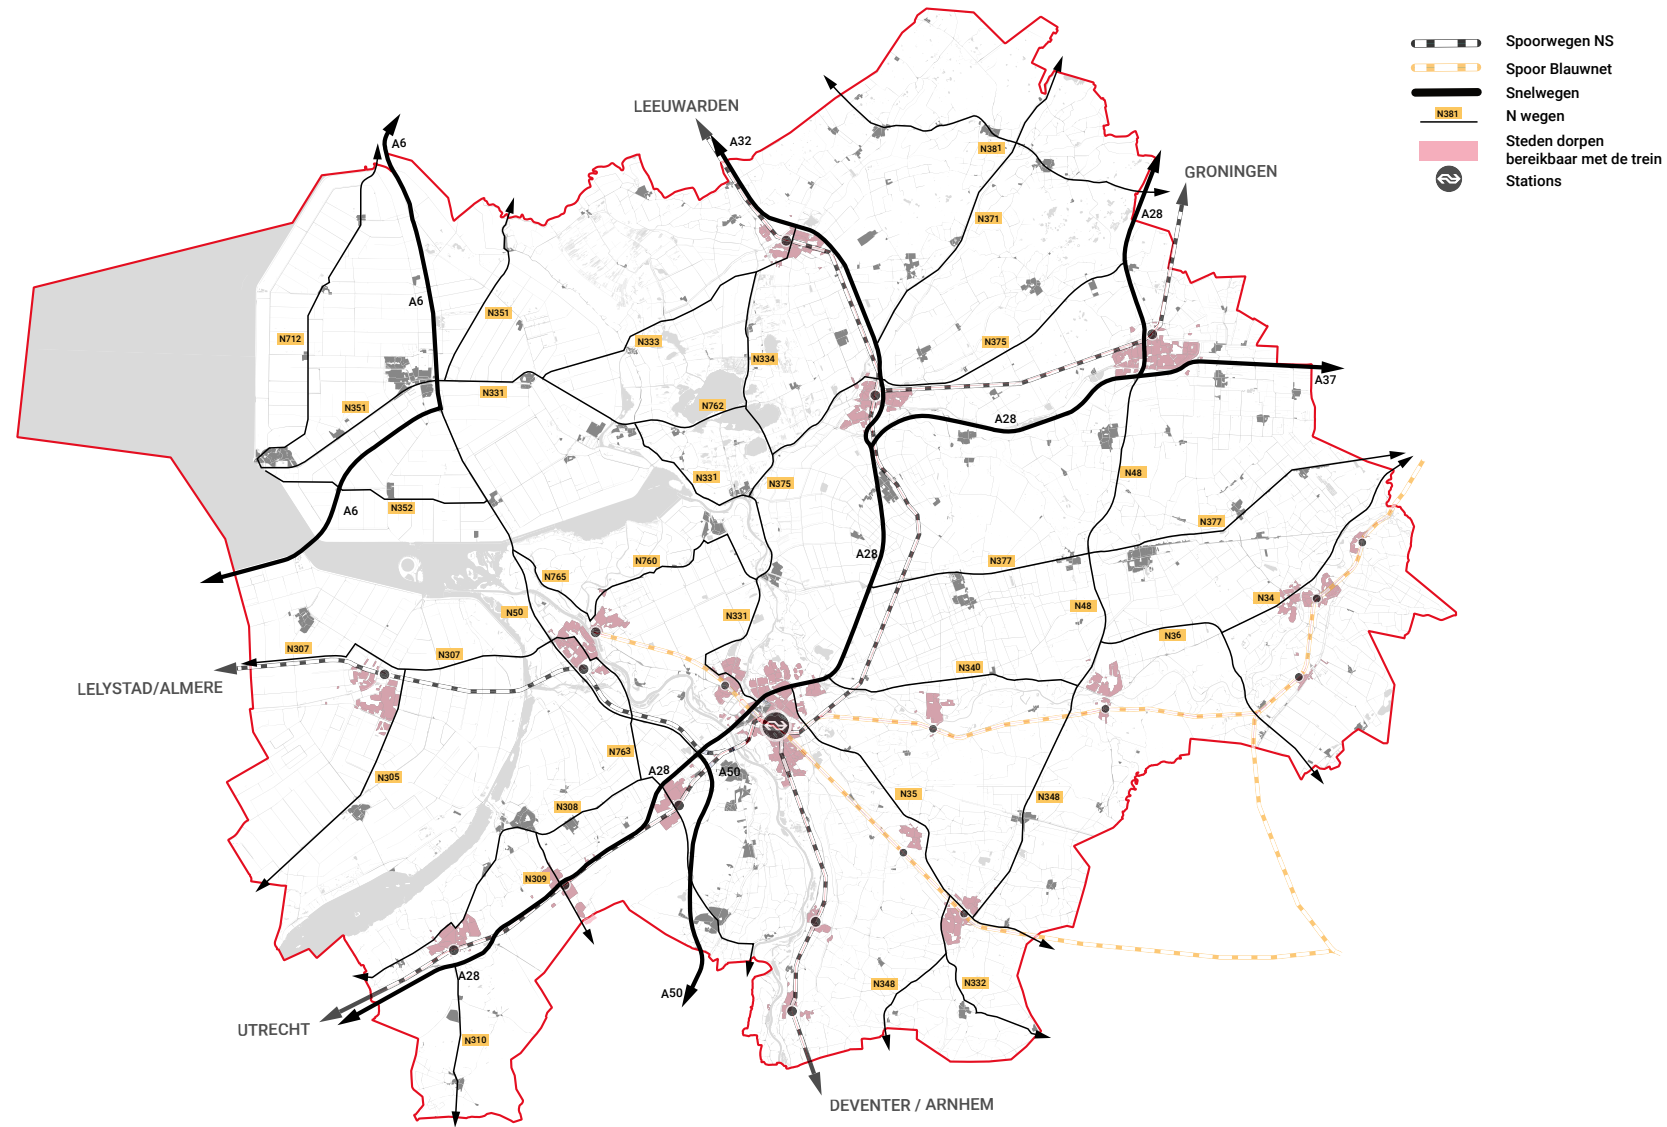 Spoorwegen NS
Spoor Blauwnet
Snelwegen
N381
N wegen
Steden dorpen
bereikbaar met de trein
Stations
LEEUWARDEN
A32
A6
N381
GRONINGEN
A28
N371
A6
N351
N712
N333
N334
N375
A37
N331
N351
N762
A28
N48
N331
N375
N352
A6
N377
A28
N760
N377
N765
N50
N331
N48
N34
N36
N307
N307
N340
LELYSTAD/ALMERE
N763
A28
A50
N305
N308
N35
N348
N309
A28
A50
N348
N332
UTRECHT
N310
DEVENTER / ARNHEM